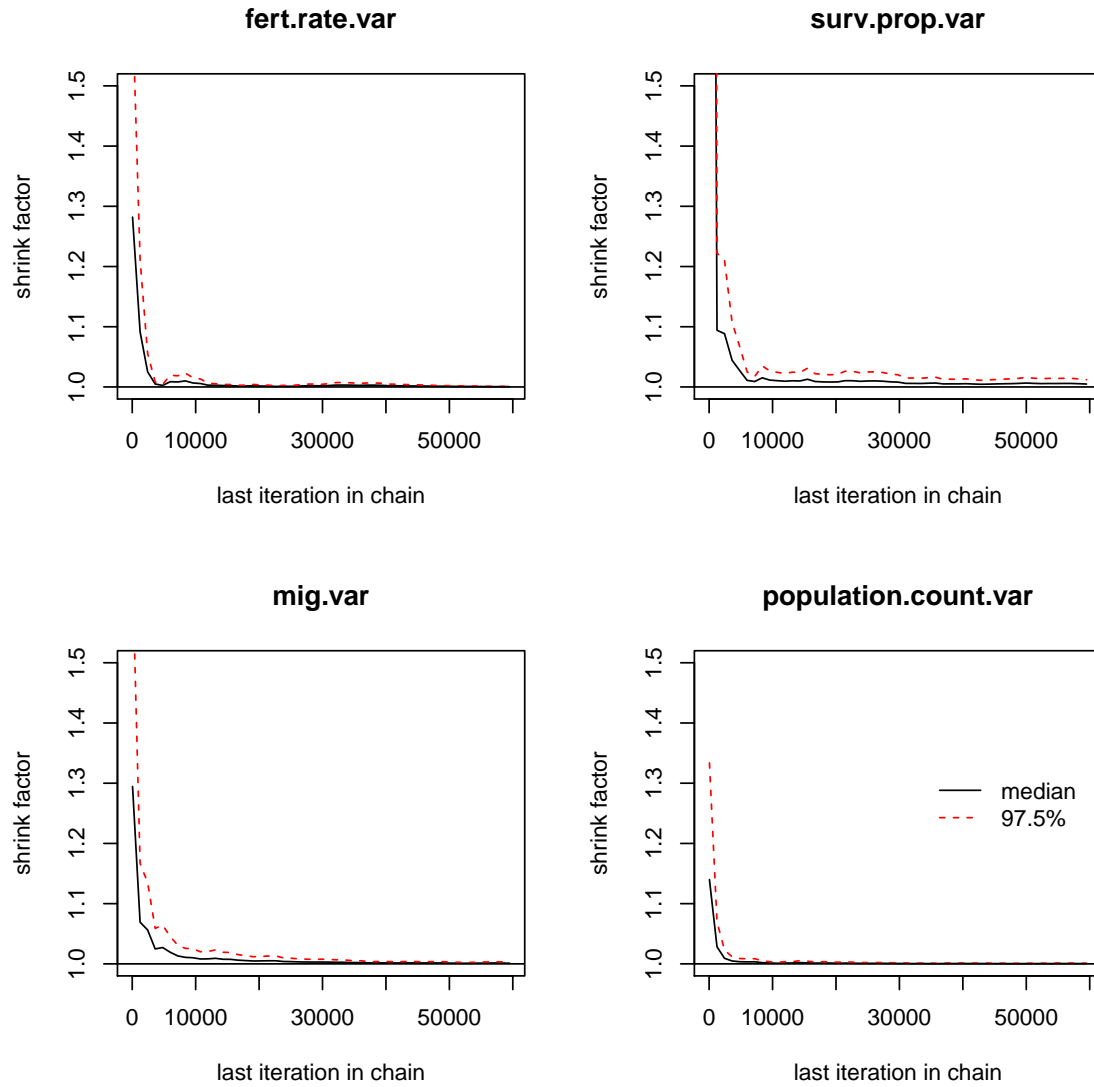 fert.rate.var
shrink factor
1.0 1.1 1.2 1.3 1.4 1.5
0 10000 30000 50000
last iteration in chain
surv.prop.var
shrink factor
1.0 1.1 1.2 1.3 1.4 1.5
0 10000 30000 50000
last iteration in chain
mig.var
shrink factor
1.0 1.1 1.2 1.3 1.4 1.5
0 10000 30000 50000
last iteration in chain
population.count.var
shrink factor
1.0 1.1 1.2 1.3 1.4 1.5
median
97.5%
0 10000 30000 50000
last iteration in chain